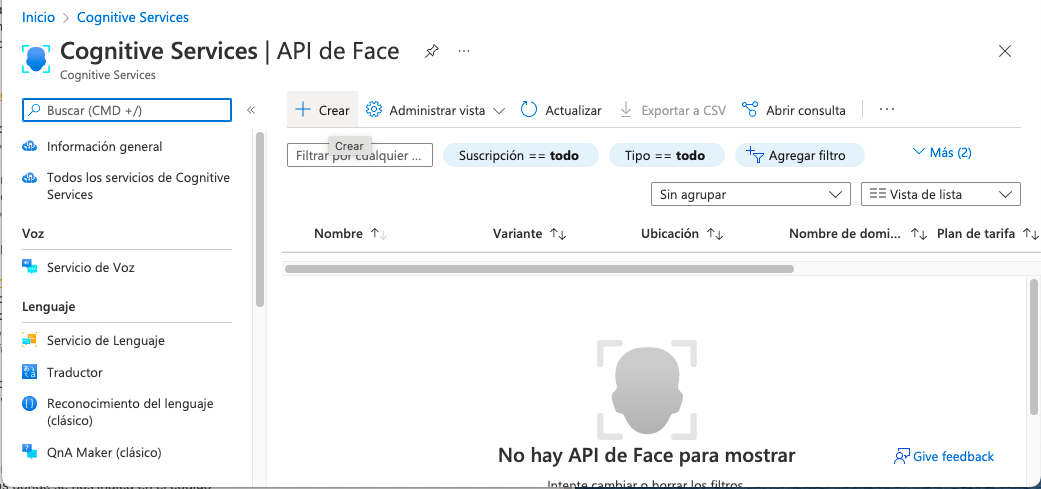 Inicio > Cognitive Services
Cognitive Services | API de Face
Cognitive Services
Buscar (CMD +/)
Información general
Todos los servicios de Cognitive
Services
Voz
Servicio de Voz
Lenguaje
Servicio de Lenguaje
Traductor
Reconocimiento del lenguaje
(clásico)
QnA Maker (clásico)
Crear
Administrar vista
Actualizar
Exportar a CSV
Abrir consulta
Crear
Filtrar por cualquier ...
Suscripción == todo
Tipo == todo
Agregar filtro
Más (2)
Sin agrupar
Vista de lista
Nombre
Variante
Ubicación
Nombre de domi...
Plan de tarifa
No hay API de Face para mostrar
Give feedback
Intente cambiar o borrar los filtros